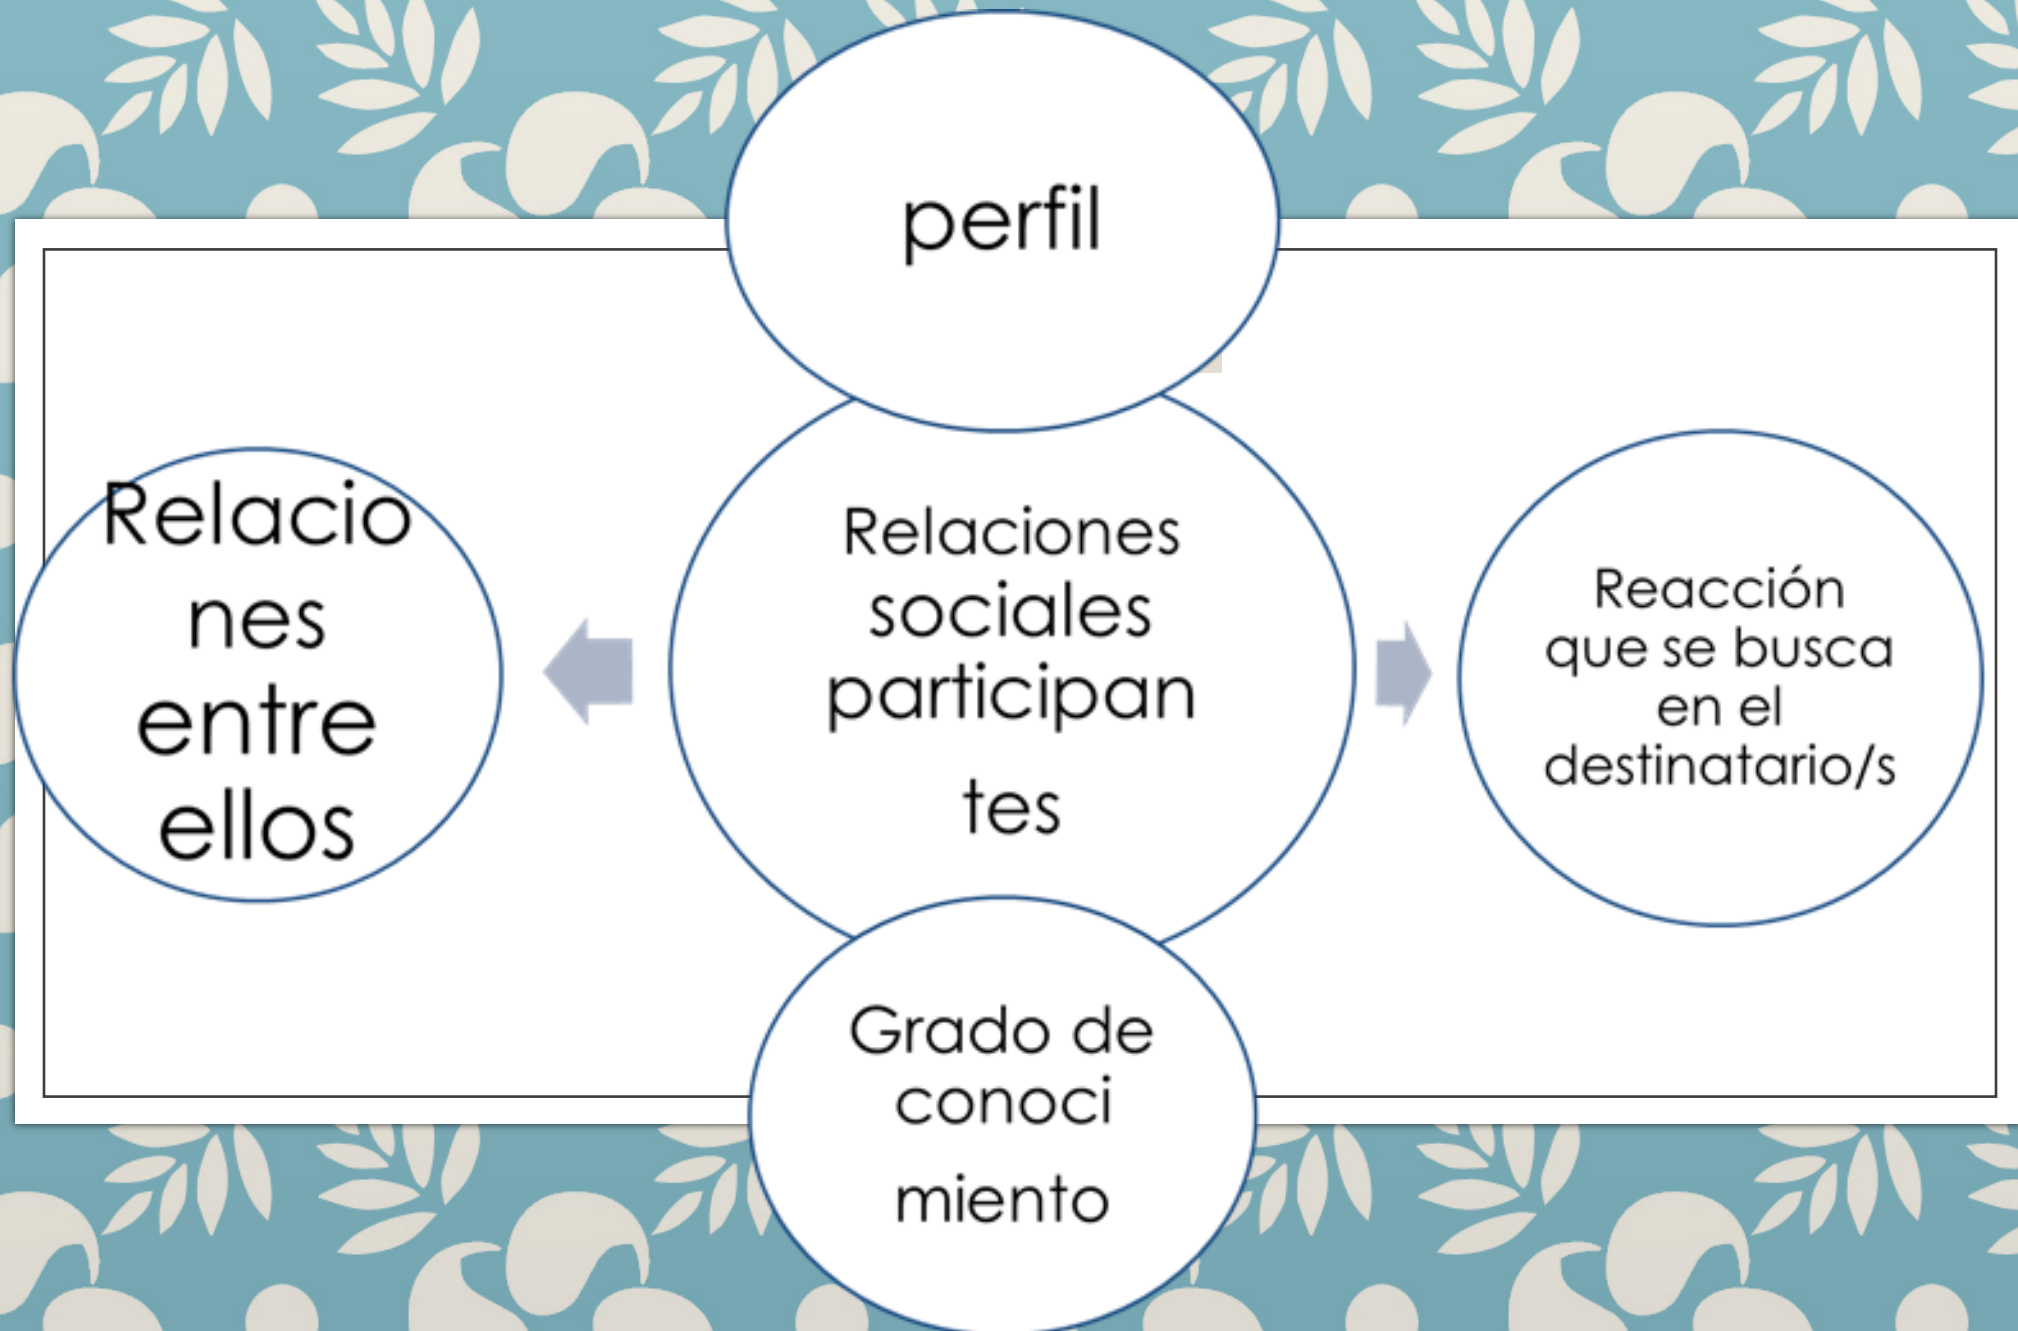 perfil
Relacio
nes
entre
ellos
Relaciones
sociales
participan
tes
Reacción
que se busca
en el
destinatario/s
Grado de
conoci
miento